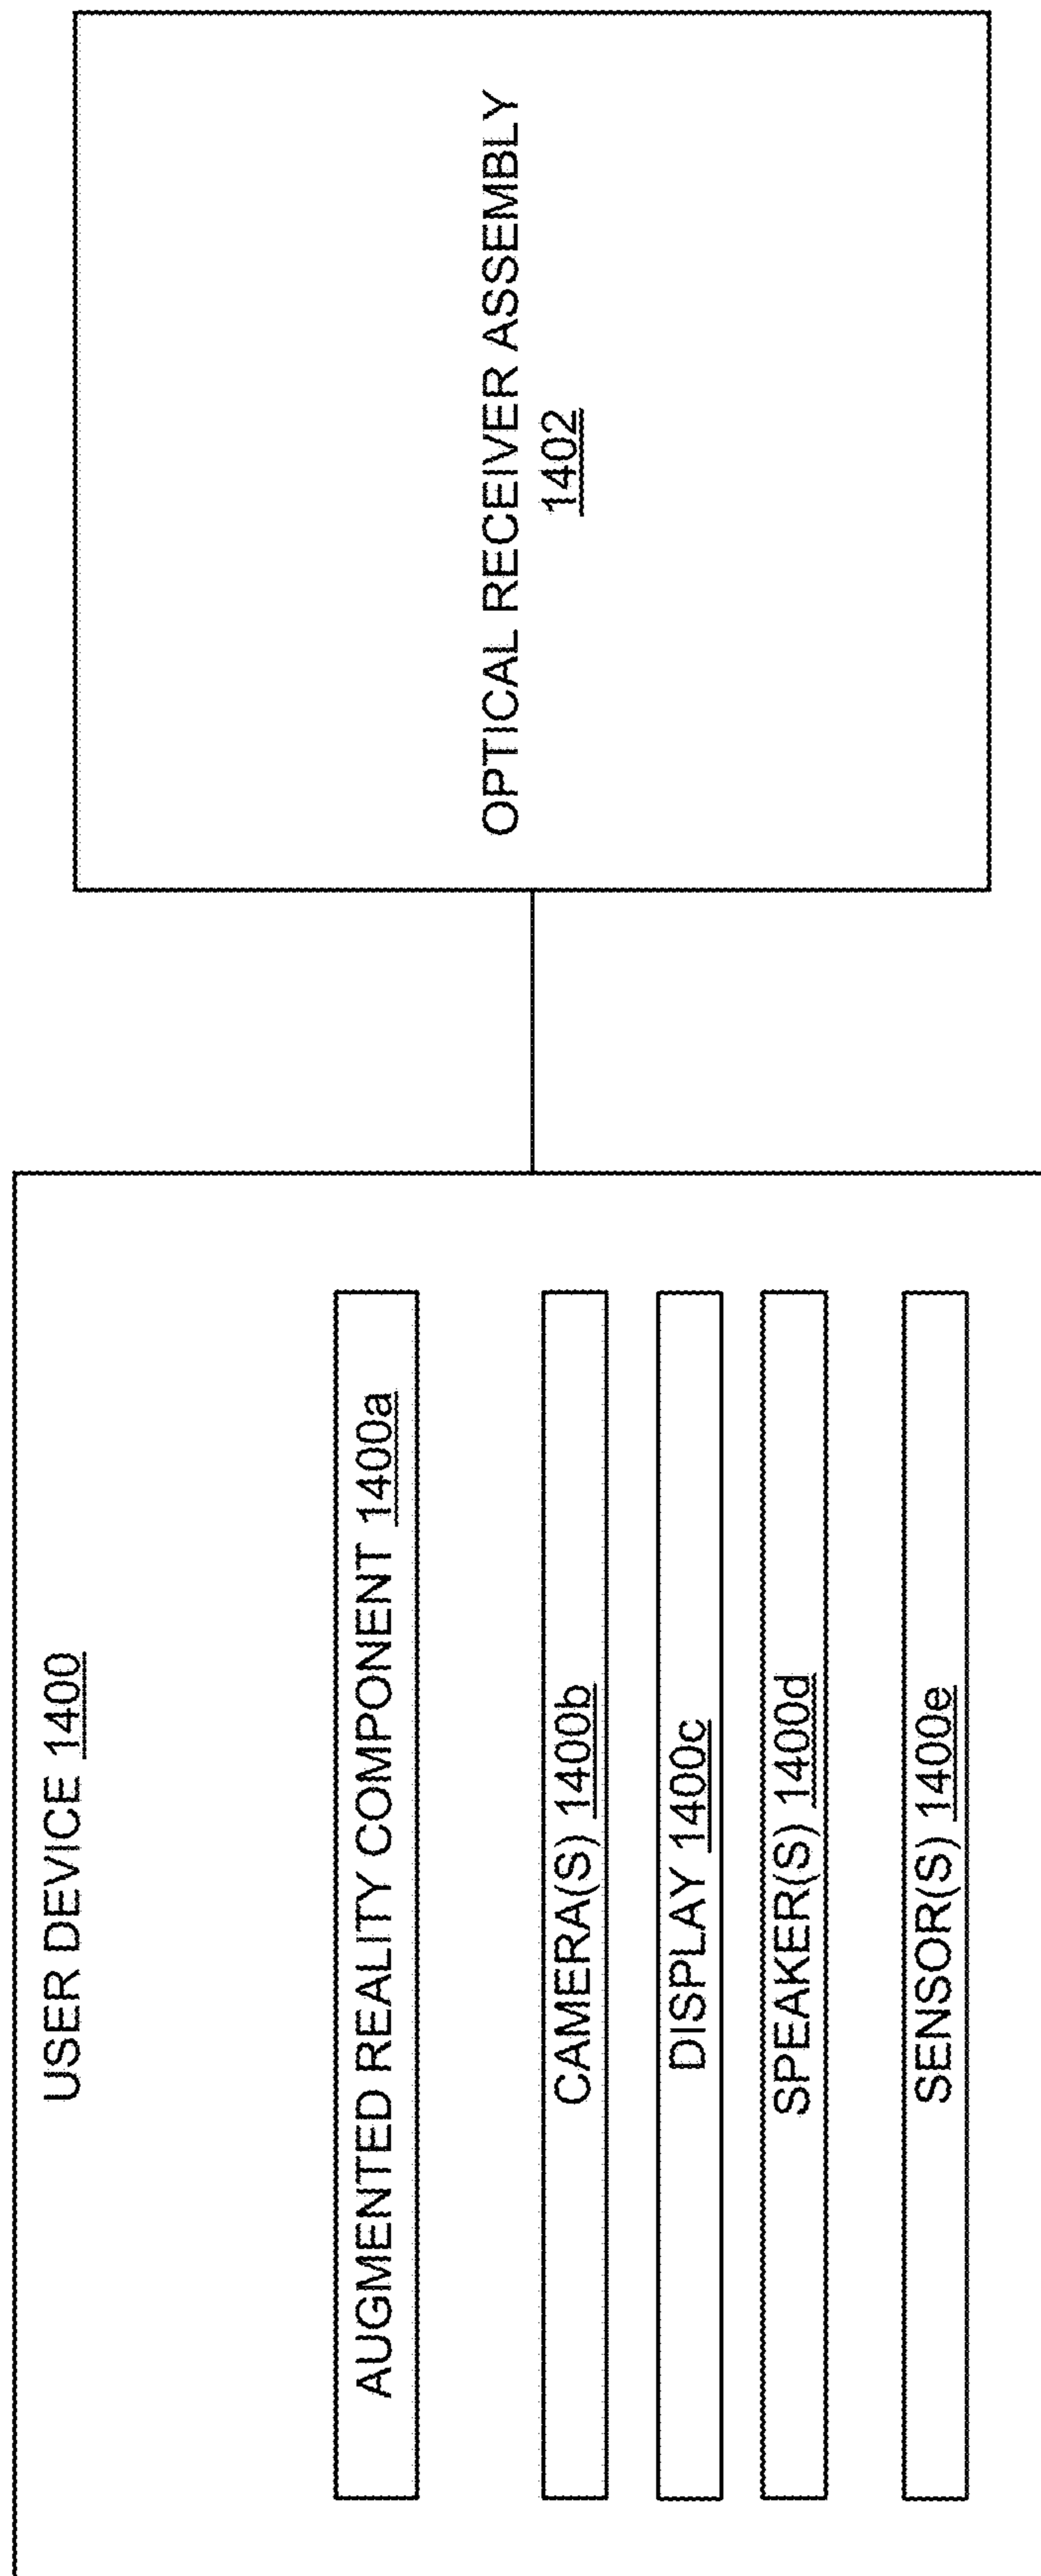 USER DEVICE 1400
AUGMENTED REALITY COMPONENT 1400a
CAMERA(S) 1400b
DISPLAY 1400c
SPEAKER(S) 1400d
SENSOR(S) 1400e
OPTICAL RECEIVER ASSEMBLY
1402